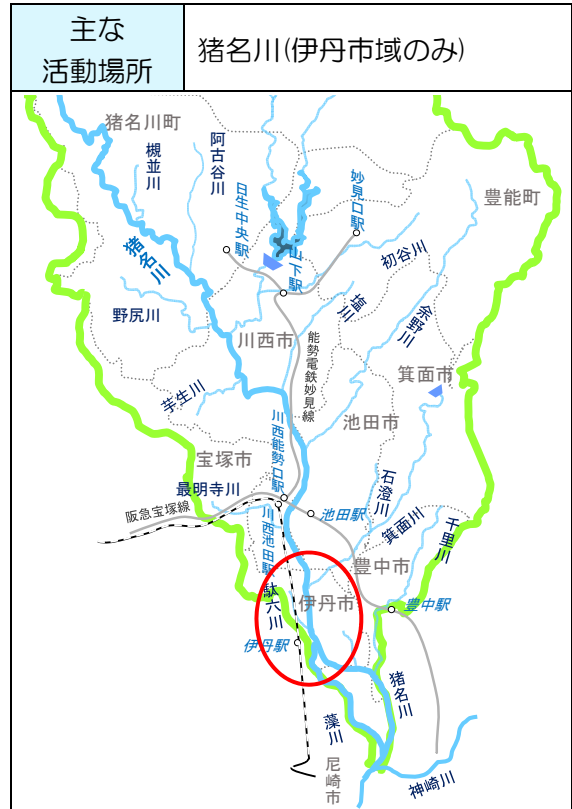 主な
活動場所
猪名川(伊丹市域のみ)
猪名川町
槻並川
阿古谷川
日生中央駅
妙見口駅
豊能町
猪名川
山下駅
初谷川
野尻川
塩川
余野川
川西市
能勢電鉄妙見線
箕面市
芋生川
池田市
川西能勢口駅
宝塚市
最明寺川
石澄川
阪急宝塚線
池田駅
箕面川
千里川
川西池田駅
豊中市
駄六川
伊丹市
豊中駅
伊丹駅
猪名川
藻川
尼崎市
神崎川